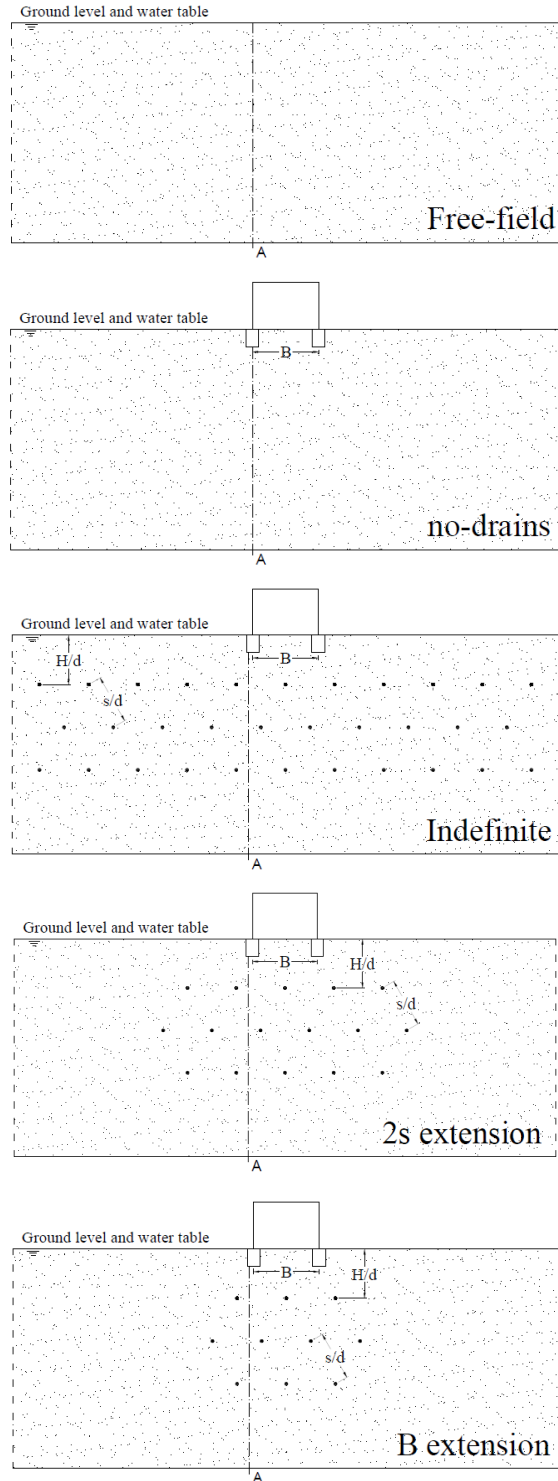 Ground level and water table
Free-field
A
Ground level and water table
B
no-drains
A
Ground level and water table
H/d
B
s/d
Indefinite
A
Ground level and water table
B
H/d
s/d
2s extension
A
Ground level and water table
B
H/d
s/d
B extension
A